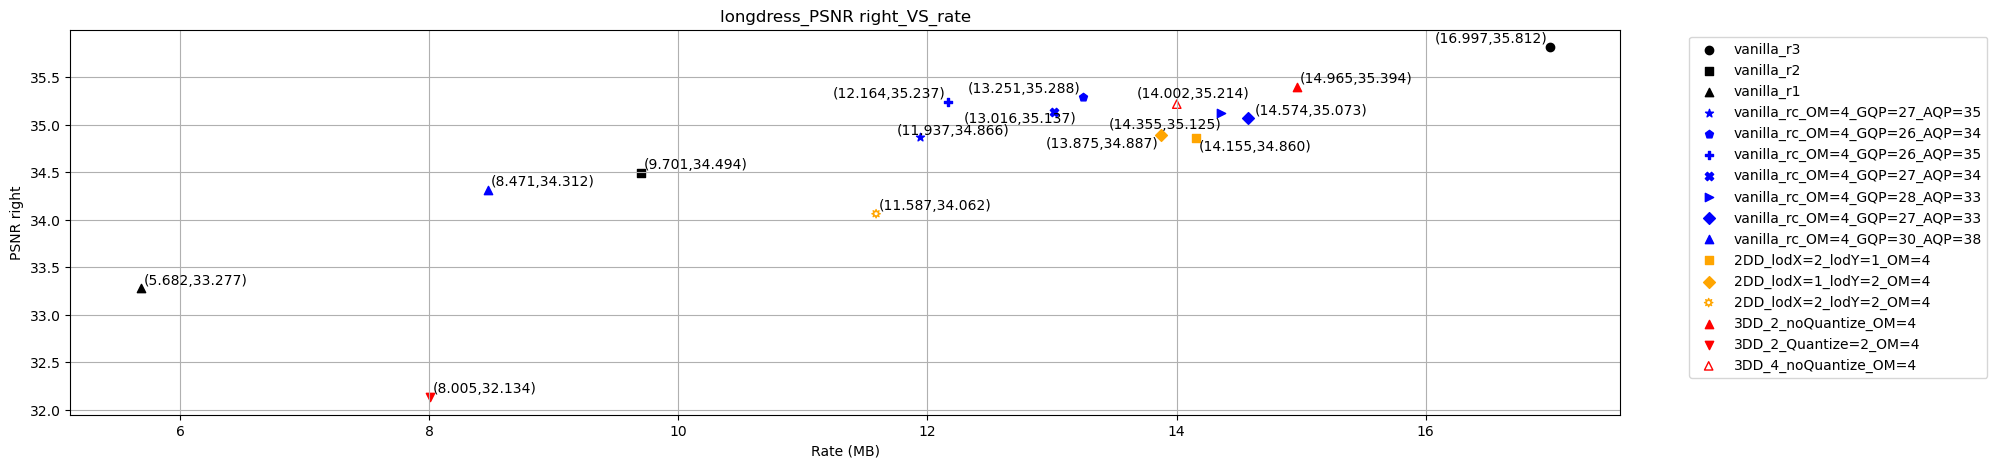 longdress_PSNR right_VS_rate
(16.997,35.812)
(14.965,35.394)
(13.251,35.288)
(12.164,35.237)
(14.002,35.214)
(14.574,35.073)
(13.016,35.137)
(14.355,35.125)
(11.937,34.866)
(13.875,34.887)
(14.155,34.860)
(9.701,34.494)
(8.471,34.312)
(11.587,34.062)
(5.682,33.277)
(8.005,32.134)
35.5
35.0
34.5
34.0
33.5
33.0
32.5
32.0
PSNR right
6
8
10
12
14
16
Rate (MB)
vanilla_r3
vanilla_r2
vanilla_r1
vanilla_rc_OM=4_GQP=27_AQP=35
vanilla_rc_OM=4_GQP=26_AQP=34
vanilla_rc_OM=4_GQP=26_AQP=35
vanilla_rc_OM=4_GQP=27_AQP=34
vanilla_rc_OM=4_GQP=28_AQP=33
vanilla_rc_OM=4_GQP=27_AQP=33
vanilla_rc_OM=4_GQP=30_AQP=38
2DD_lodX=2_lodY=1_OM=4
2DD_lodX=1_lodY=2_OM=4
2DD_lodX=2_lodY=2_OM=4
3DD_2_noQuantize_OM=4
3DD_2_Quantize=2_OM=4
3DD_4_noQuantize_OM=4